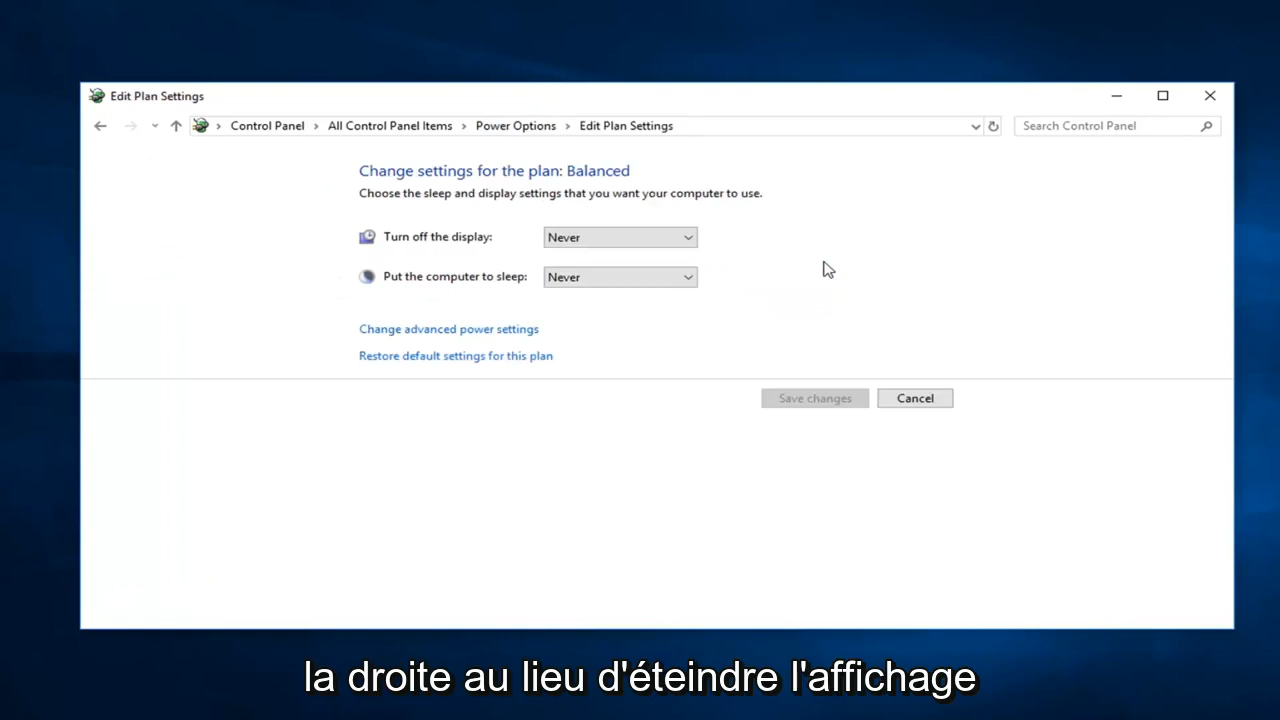 Edit Plan Settings
Control Panel > All Control Panel Items > Power Options > Edit Plan Settings
Search Control Panel
Change settings for the plan: Balanced
Choose the sleep and display settings that you want your computer to use.
Turn off the display: Never
Put the computer to sleep: Never
Change advanced power settings
Restore default settings for this plan
Save changes Cancel
la droite au lieu d'éteindre l'affichage